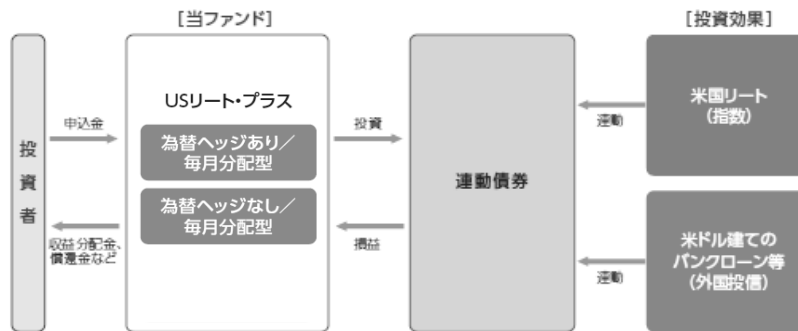 [当ファンド]
[投資効果]
投資者
申込金
収益分配金、
償還金など
USリート・プラス
為替ヘッジあり／
毎月分配型
為替ヘッジなし／
毎月分配型
投資
損益
連動債券
連動
連動
米国リート
(指数)
米ドル建ての
バンクローン等
(外国投信)